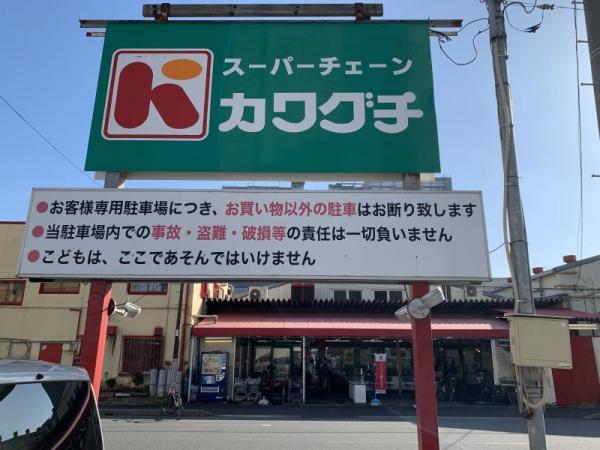 スーパーチェーン
カワグチ
●お客様専用駐車場につき、お買い物以外の駐車はお断り致します
●当駐車場内での事故・盗難・破損等の責任は一切負いません
●こどもは、ここであそんではいけません